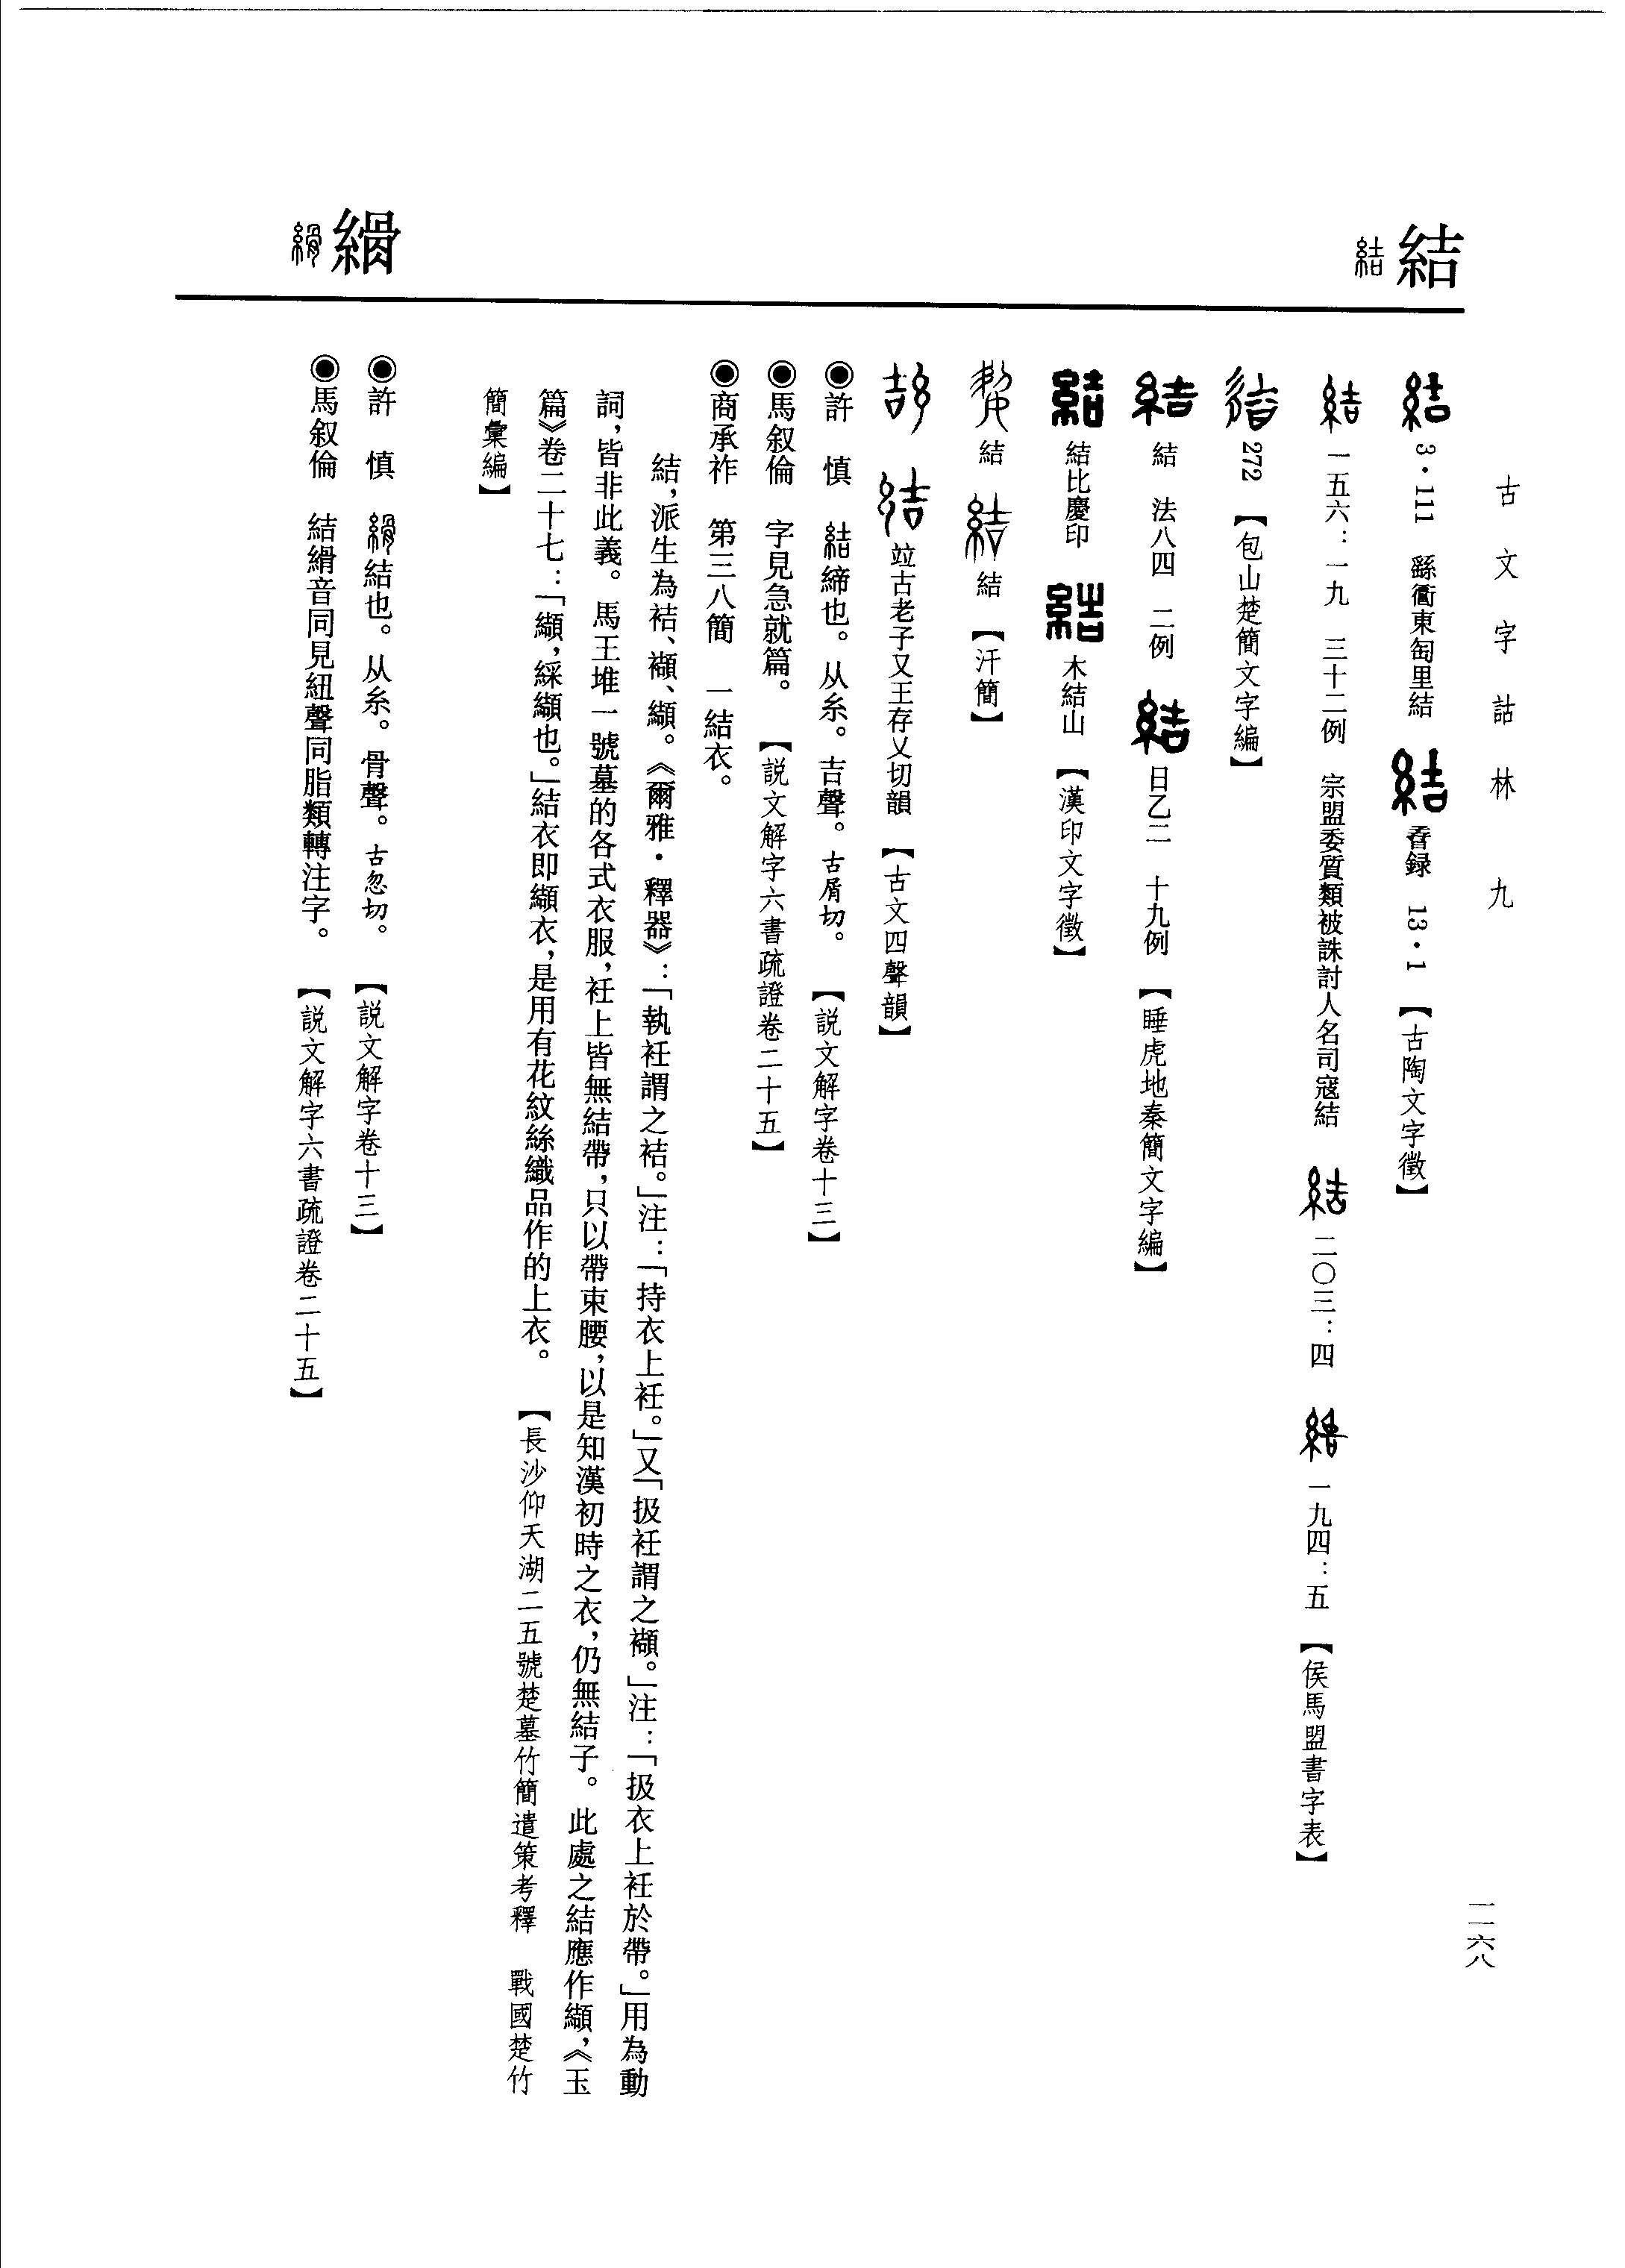 古文字詁林 九
一一六八
結 結
3·111 繇衢東匋里結 結 香録 13·1 【古陶文字徵】
結 一五六：一九 三十二例 宗盟委質類被誅討人名司寇結 二〇三：四 一九四：五 【侯馬盟書字表】
272 【包山楚簡文字編】
結 結 法八四 二例 結 日乙二 十九例 【睡虎地秦簡文字編】
結 結比慶印 結 木結山 【漢印文字徵】
結 結 【汗簡】
竝古老子又王存乂切韻 【古文四聲韻】
◉許 慎 結締也。从糸。吉聲。古屑切。 【説文解字卷十三】
◉馬叙倫 字見急就篇。 【説文解字六書疏證卷二十五】
◉商承祚 第三八簡 一結衣。
結，派生為袺、襭、纈。《爾雅·釋器》：「執衽謂之袺。」注：「持衣上衽。」又「扱衽謂之襭。」注：「扱衣上衽於帶。」用為動
詞，皆非此義。馬王堆一號墓的各式衣服，衽上皆無結帶，只以帶束腰，以是知漢初時之衣，仍無結子。此處之結應作纈，《玉
篇》卷二十七：「纈，綵纈也。」結衣即纈衣，是用有花紋絲織品作的上衣。 【長沙仰天湖二五號楚墓竹簡遣策考釋 戰國楚竹
簡彙編】
縎 縎
◉許 慎 縎結也。从糸。骨聲。古忽切。 【説文解字卷十三】
◉馬叙倫 結縎音同見紐聲同脂類轉注字。 【説文解字六書疏證卷二十五】